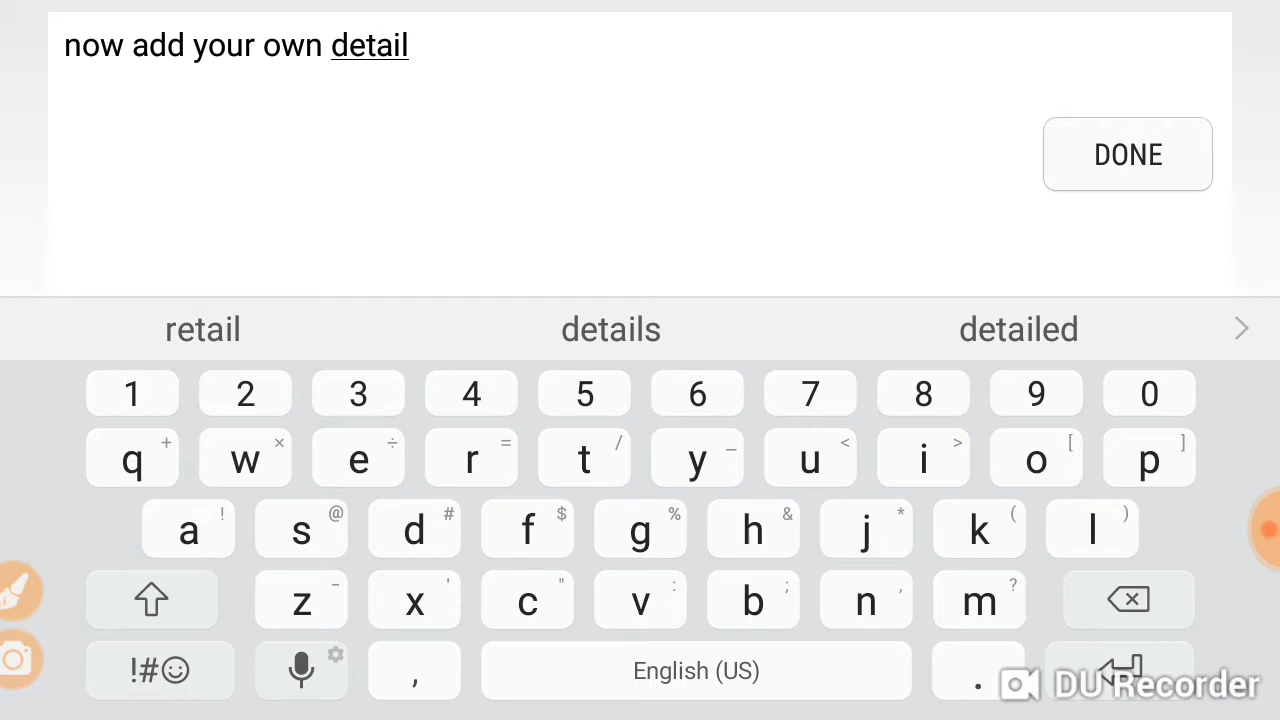 now add your own detail
DONE
retail details detailed
1 2 3 4 5 6 7 8 9 0
q + w × e ÷ r = t / y _ u < i > o [ p ]
a ! s @ d # f $ g % h & j * k ( l )
z - x ' c " v : b ; n , m ?
!#☺ , English (US) .
DU Recorder